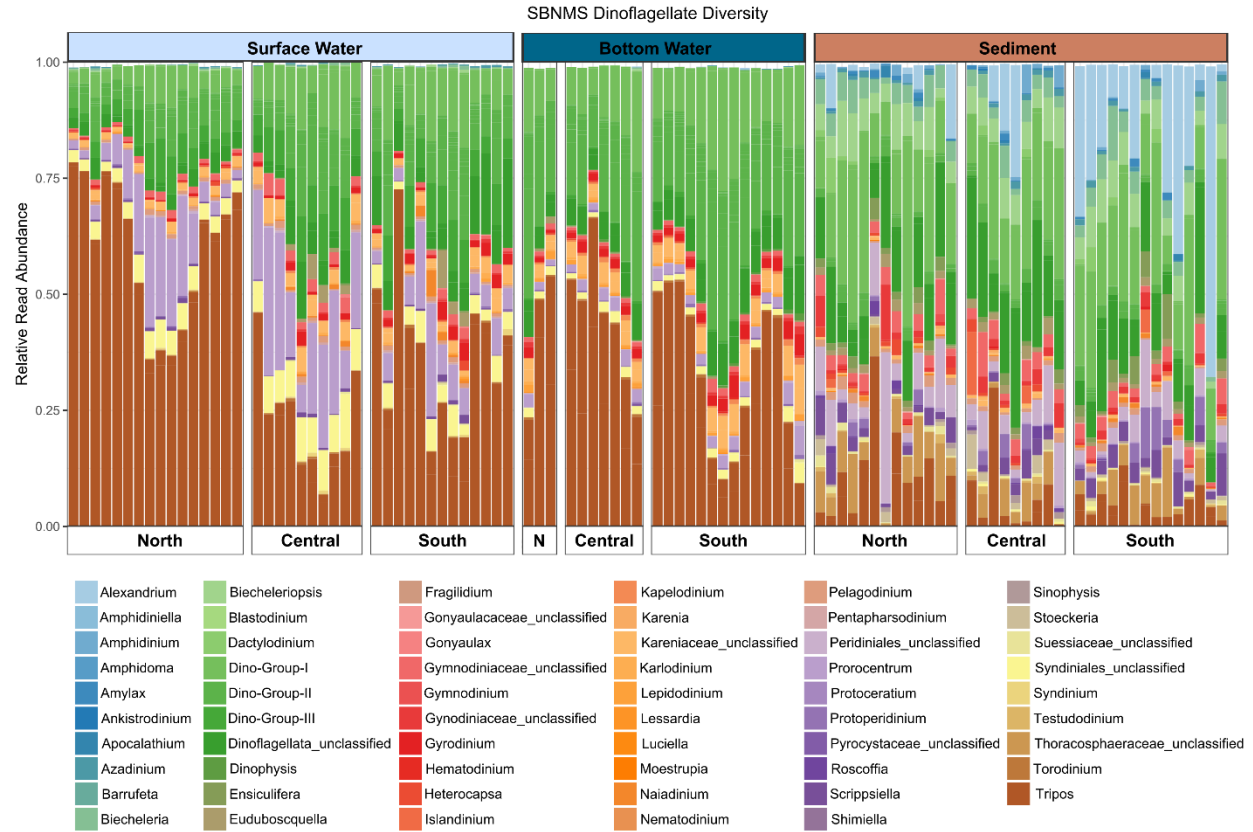 SBNMS Dinoflagellate Diversity
Surface Water Bottom Water Sediment
Relative Read Abundance
1.00
0.75
0.50
0.25
0.00
North Central South N Central South North Central South
Alexandrium Biecheleriopsis Fragilidium Kapelodinium Pelagodinium Sinophysis
Amphidiniella Blastodinium Gonyaulacaceae_unclassified Karenia Pentapharsodinium Stoeckeria
Amphidinium Dactylodinium Gonyaulax Kareniaceae_unclassified Peridiniales_unclassified Suessiaceae_unclassified
Amphidoma Dino-Group-I Gymnodiniaceae_unclassified Karlodinium Prorocentrum Syndiniales_unclassified
Amylax Dino-Group-II Gymnodinium Lepidodinium Protoceratium Syndinium
Ankistrodinium Dino-Group-III Gynodiniaceae_unclassified Lessardia Protoperidinium Testudodinium
Apocalathium Dinoflagellata_unclassified Gyrodinium Luciella Pyrocystaceae_unclassified Thoracosphaeraceae_unclassified
Azadinium Dinophysis Hematodinium Moestrupia Roscoffia Torodinium
Barrufeta Ensiculifera Heterocapsa Naiadinium Scrippsiella Tripos
Biecheleria Euduboscquella Islandinium Nematodinium Shimiella